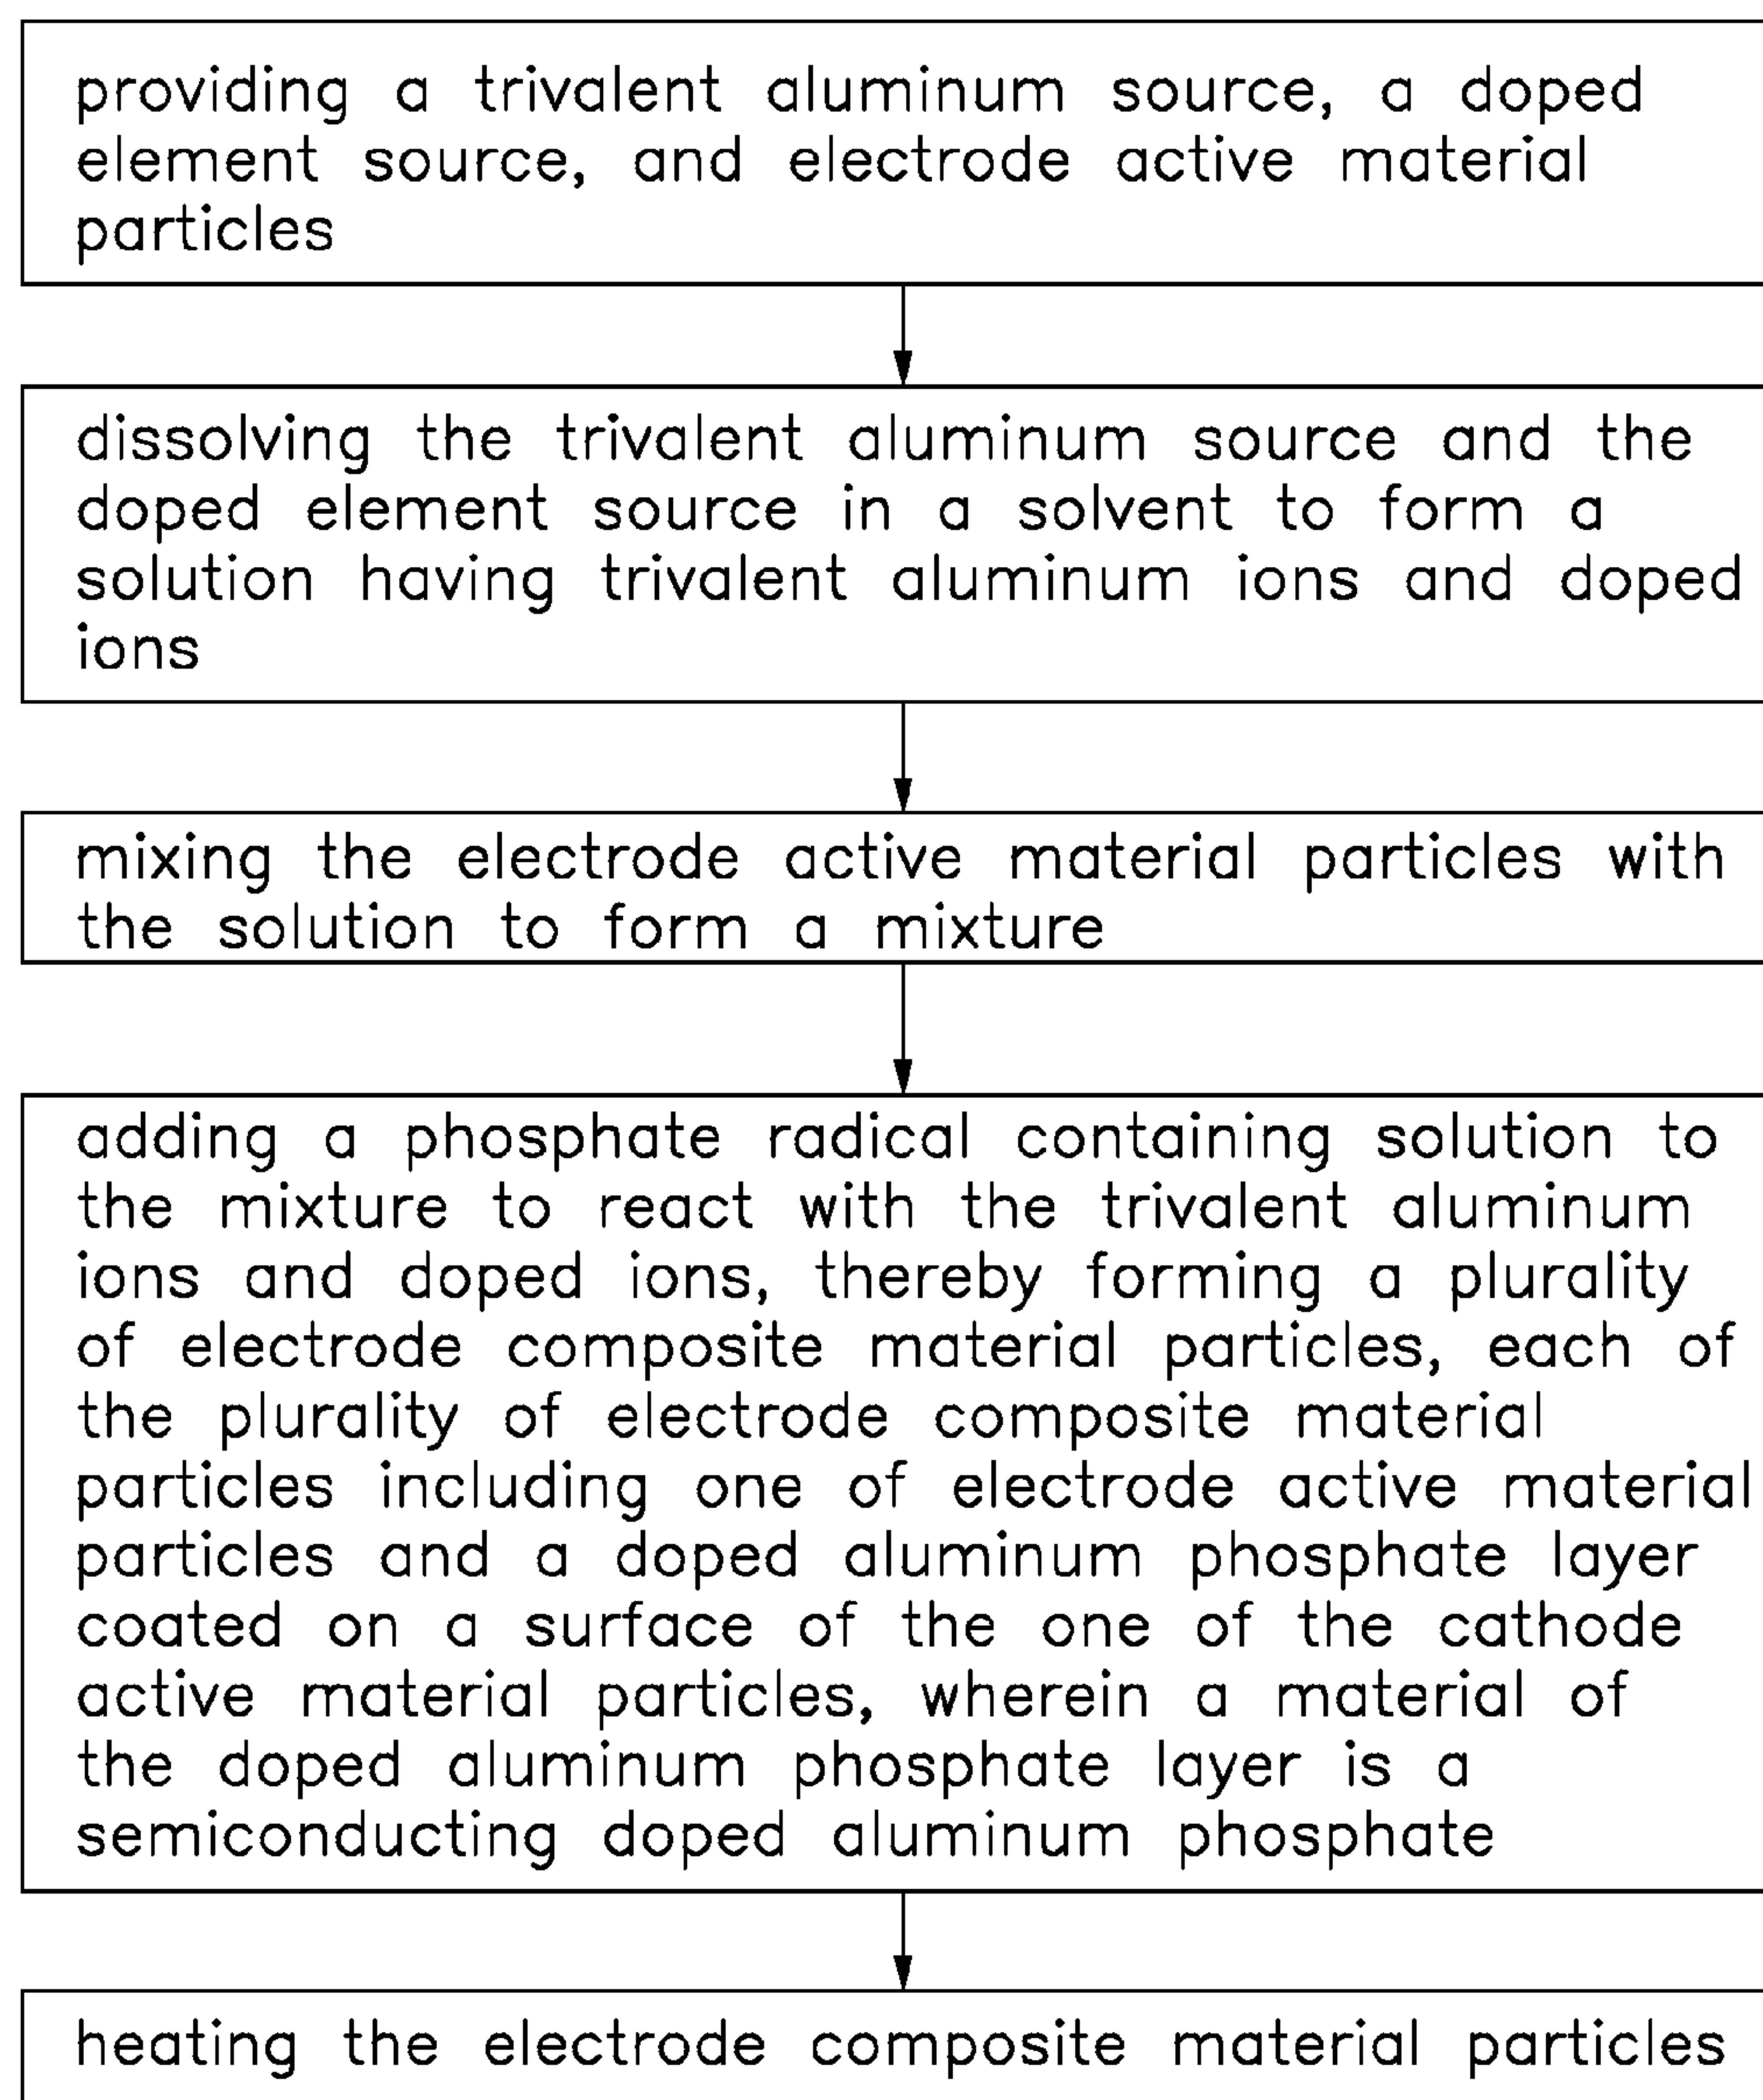 providing a trivalent aluminum source, a doped
element source, and electrode active material
particles
dissolving the trivalent aluminum source and the
doped element source in a solvent to form a
solution having trivalent aluminum ions and doped
ions
mixing the electrode active material particles with
the solution to form a mixture
adding a phosphate radical containing solution to
the mixture to react with the trivalent aluminum
ions and doped ions, thereby forming a plurality
of electrode composite material particles, each of
the plurality of electrode composite material
particles including one of electrode active material
particles and a doped aluminum phosphate layer
coated on a surface of the one of the cathode
active material particles, wherein a material of
the doped aluminum phosphate layer is a
semiconducting doped aluminum phosphate
heating the electrode composite material particles